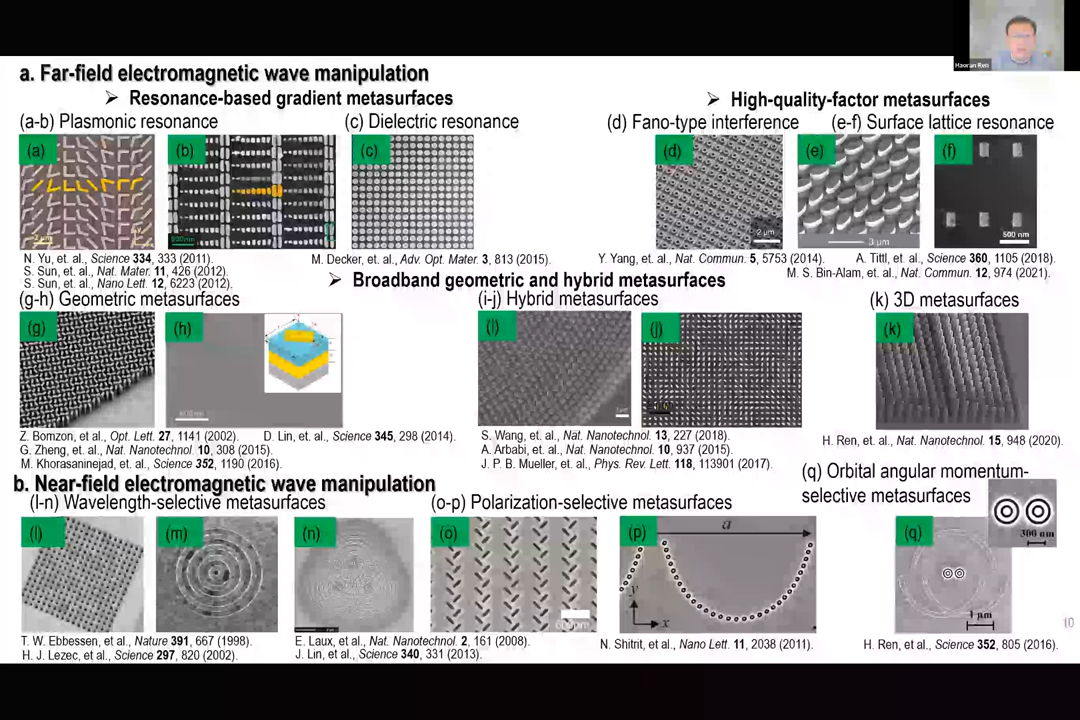 Haoran Ren
a. Far-field electromagnetic wave manipulation
➢ Resonance-based gradient metasurfaces
➢ High-quality-factor metasurfaces
(a-b) Plasmonic resonance
(c) Dielectric resonance
(d) Fano-type interference
(e-f) Surface lattice resonance
(a)
(b)
(c)
(d)
(e)
(f)
2 μm
3 μm
500 nm
N. Yu, et. al., Science 334, 333 (2011).
S. Sun, et. al., Nat. Mater. 11, 426 (2012).
S. Sun, et. al., Nano Lett. 12, 6223 (2012).
M. Decker, et. al., Adv. Opt. Mater. 3, 813 (2015).
Y. Yang, et. al., Nat. Commun. 5, 5753 (2014).
A. Tittl, et. al., Science 360, 1105 (2018).
M. S. Bin-Alam, et. al., Nat. Commun. 12, 974 (2021).
➢ Broadband geometric and hybrid metasurfaces
(g-h) Geometric metasurfaces
(i-j) Hybrid metasurfaces
(k) 3D metasurfaces
(g)
(h)
(i)
(j)
(k)
Z. Bomzon, et al., Opt. Lett. 27, 1141 (2002).
G. Zheng, et al., Nat. Nanotechnol. 10, 308 (2015).
M. Khorasaninejad, et al., Science 352, 1190 (2016).
D. Lin, et al., Science 345, 298 (2014).
S. Wang, et. al., Nat. Nanotechnol. 13, 227 (2018).
A. Arbabi, et. al., Nat. Nanotechnol. 10, 937 (2015).
J. P. B. Mueller, et. al., Phys. Rev. Lett. 118, 113901 (2017).
H. Ren, et al., Nat. Nanotechnol. 15, 948 (2020).
b. Near-field electromagnetic wave manipulation
(l-n) Wavelength-selective metasurfaces
(o-p) Polarization-selective metasurfaces
(q) Orbital angular momentum-
selective metasurfaces
(l)
(m)
(n)
(o)
(p)
a
y
x
(q)
300 nm
1 μm
T. W. Ebbessen, et al., Nature 391, 667 (1998).
H. J. Lezec, et al., Science 297, 820 (2002).
E. Laux, et al., Nat. Nanotechnol. 2, 161 (2008).
J. Lin, et al., Science 340, 331 (2013).
N. Shitrit, et al., Nano Lett. 11, 2038 (2011).
H. Ren, et al., Science 352, 805 (2016).